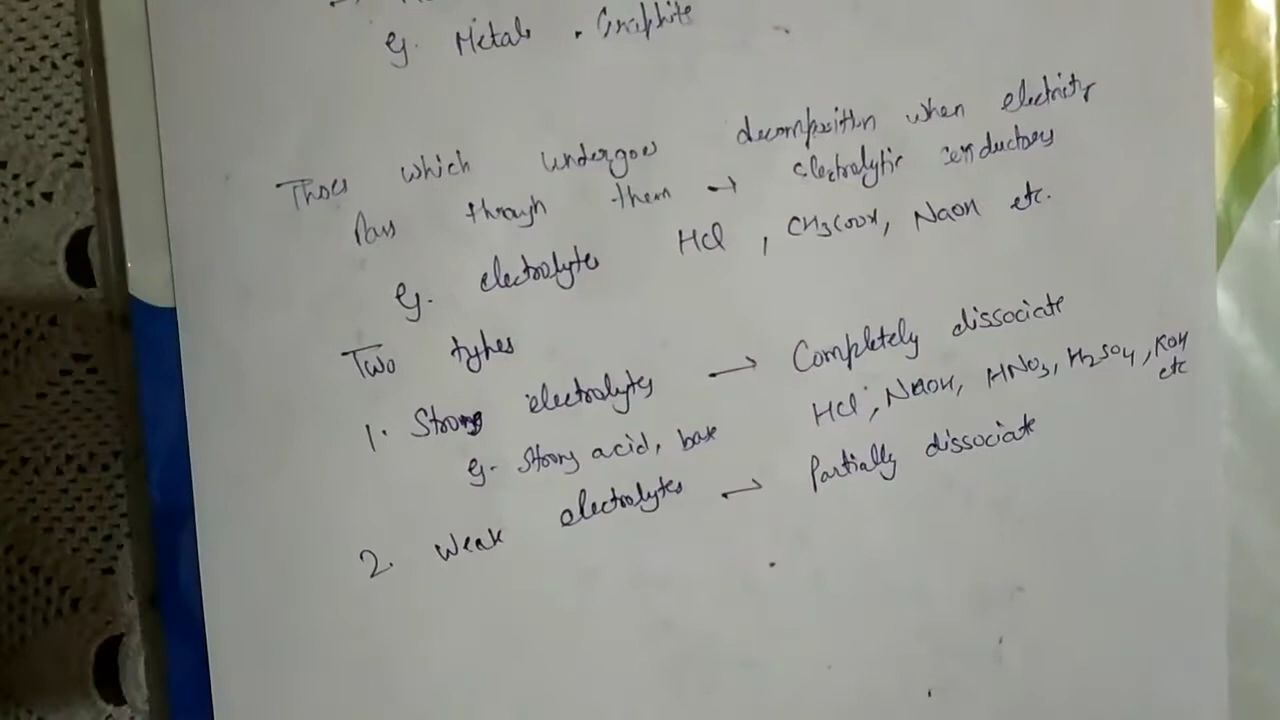 eg. Metals, Graphite
Those which undergoes decomposition when electricity
Pass through them → electrolytic conductors
eg. electrolytes HCl, CH3COOH, NaOH etc.
Two types
1. Strong electrolytes → Completely dissociate
eg- Strong acid, base HCl, NaOH, HNO3, H2SO4, KOH etc
2. Weak electrolytes → Partially dissociate